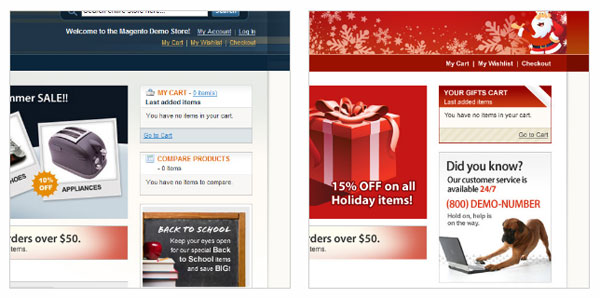 Search entire store here...
Search
Welcome to the Magento Demo Store! My Account | Log In
My Cart | My Wishlist | Checkout
mmer SALE!!
HOES
10%
OFF
APPLIANCES
MY CART - 0 item(s)
Last added items
You have no items in your cart.
Go to Cart
COMPARE PRODUCTS
- 0 items
You have no items to compare.
BACK TO SCHOOL
Keep your eyes open
for our special Back
to School items
and save BIG!
rders over $50.
items.
My Cart | My Wishlist | Checkout
15% OFF on all
Holiday items!
YOUR GIFTS CART
Last added items
You have no items in your cart.
Go to Cart
Did you know?
Our customer service is
available 24/7
(800) DEMO-NUMBER
Hold on, help is
on the way.
rders over $50.
items.